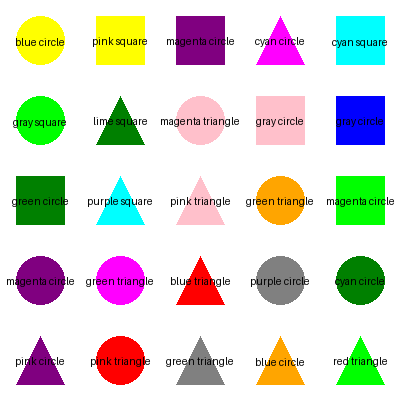 blue circle pink square magenta circle cyan circle cyan square
gray square lime square magenta triangle gray circle gray circle
green circle purple square pink triangle green triangle magenta circle
magenta circle green triangle blue triangle purple circle cyan circle
pink circle pink triangle green triangle blue circle red triangle